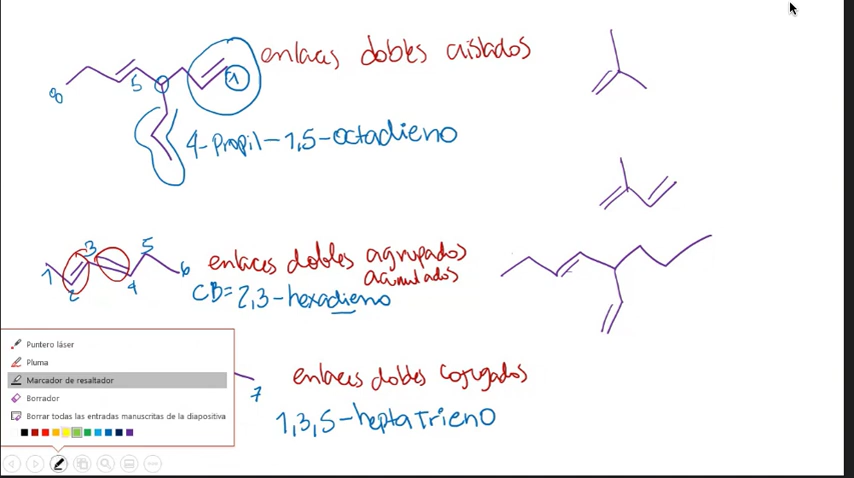 enlaces dobles aislados
1
5
8
4-Propil-1,5-octadieno
1 2 3 4 5 6
enlaces dobles agrupados
acumulados
CB= 2,3-hexadieno
Puntero láser
Pluma
Marcador de resaltador
Borrador
Borrar todas las entradas manuscritas de la diapositiva
7
enlaces dobles cojugados
1,3,5-heptatrieno